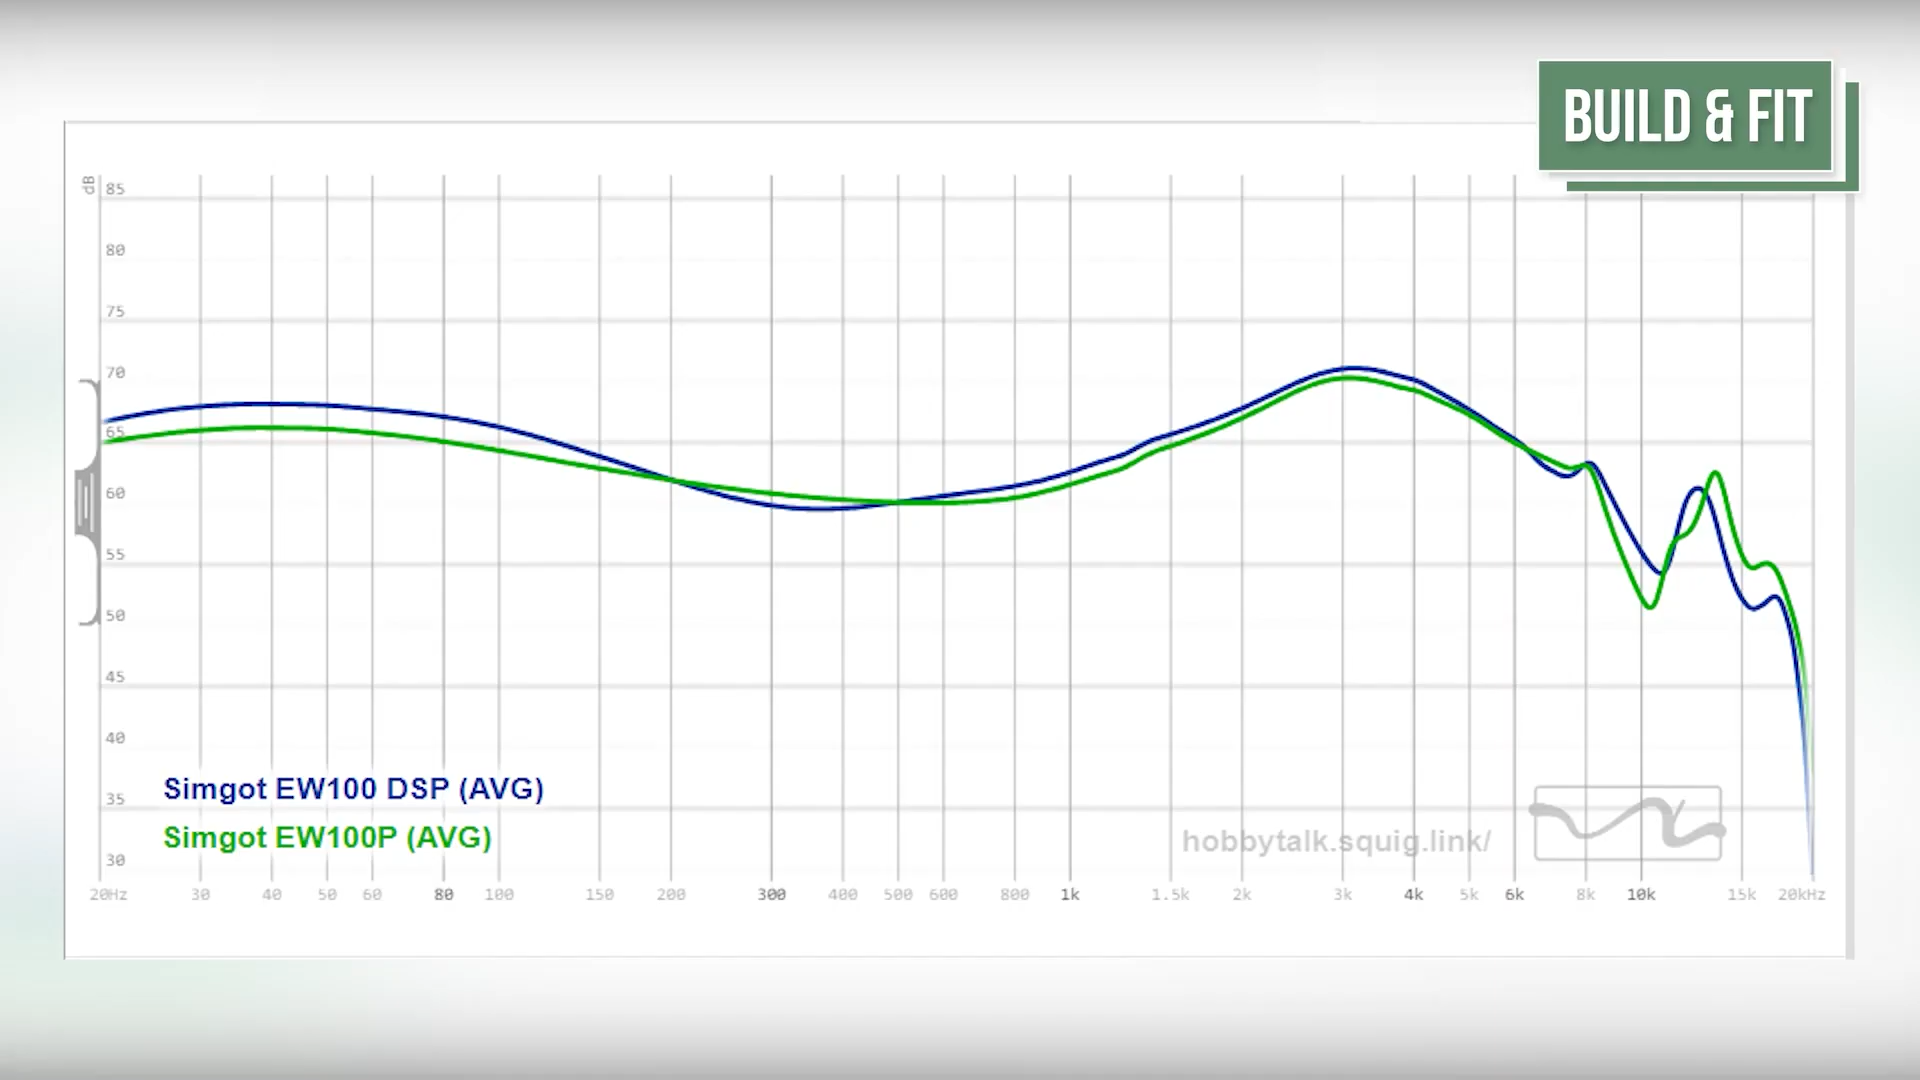 BUILD & FIT
dB
85
80
75
70
65
60
55
50
45
40
35
30
Simgot EW100 DSP (AVG)
Simgot EW100P (AVG)
hobbytalk.squig.link/
20Hz 30 40 50 60 80 100 150 200 300 400 500 600 800 1k 1.5k 2k 3k 4k 5k 6k 8k 10k 15k 20kHz